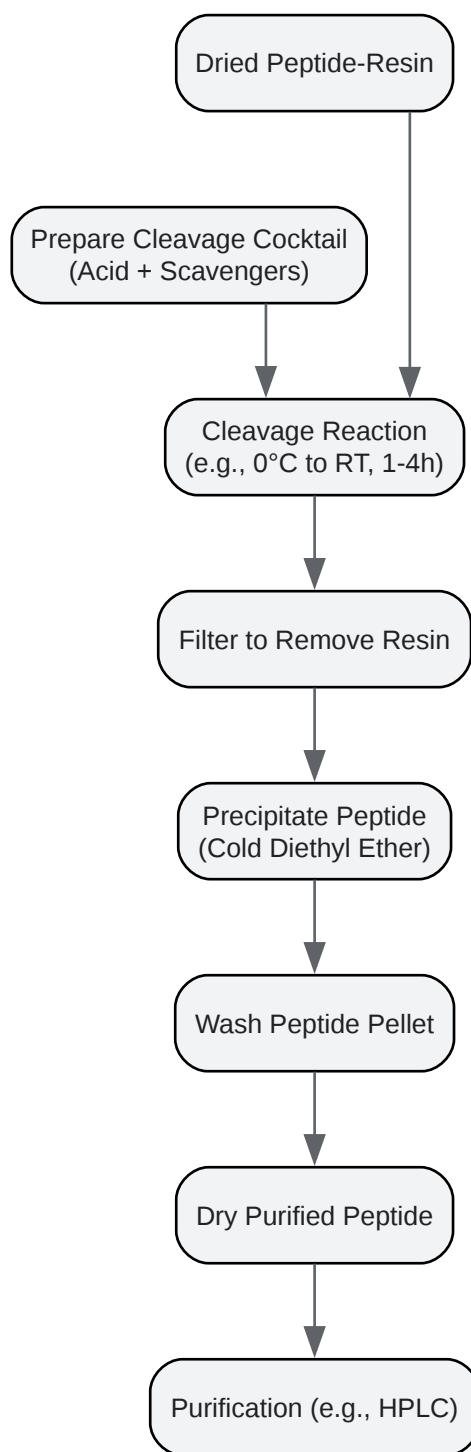 Dried Peptide-Resin
Prepare Cleavage Cocktail
(Acid + Scavengers)
Cleavage Reaction
(e.g., 0°C to RT, 1-4h)
Filter to Remove Resin
Precipitate Peptide
(Cold Diethyl Ether)
Wash Peptide Pellet
Dry Purified Peptide
Purification (e.g., HPLC)